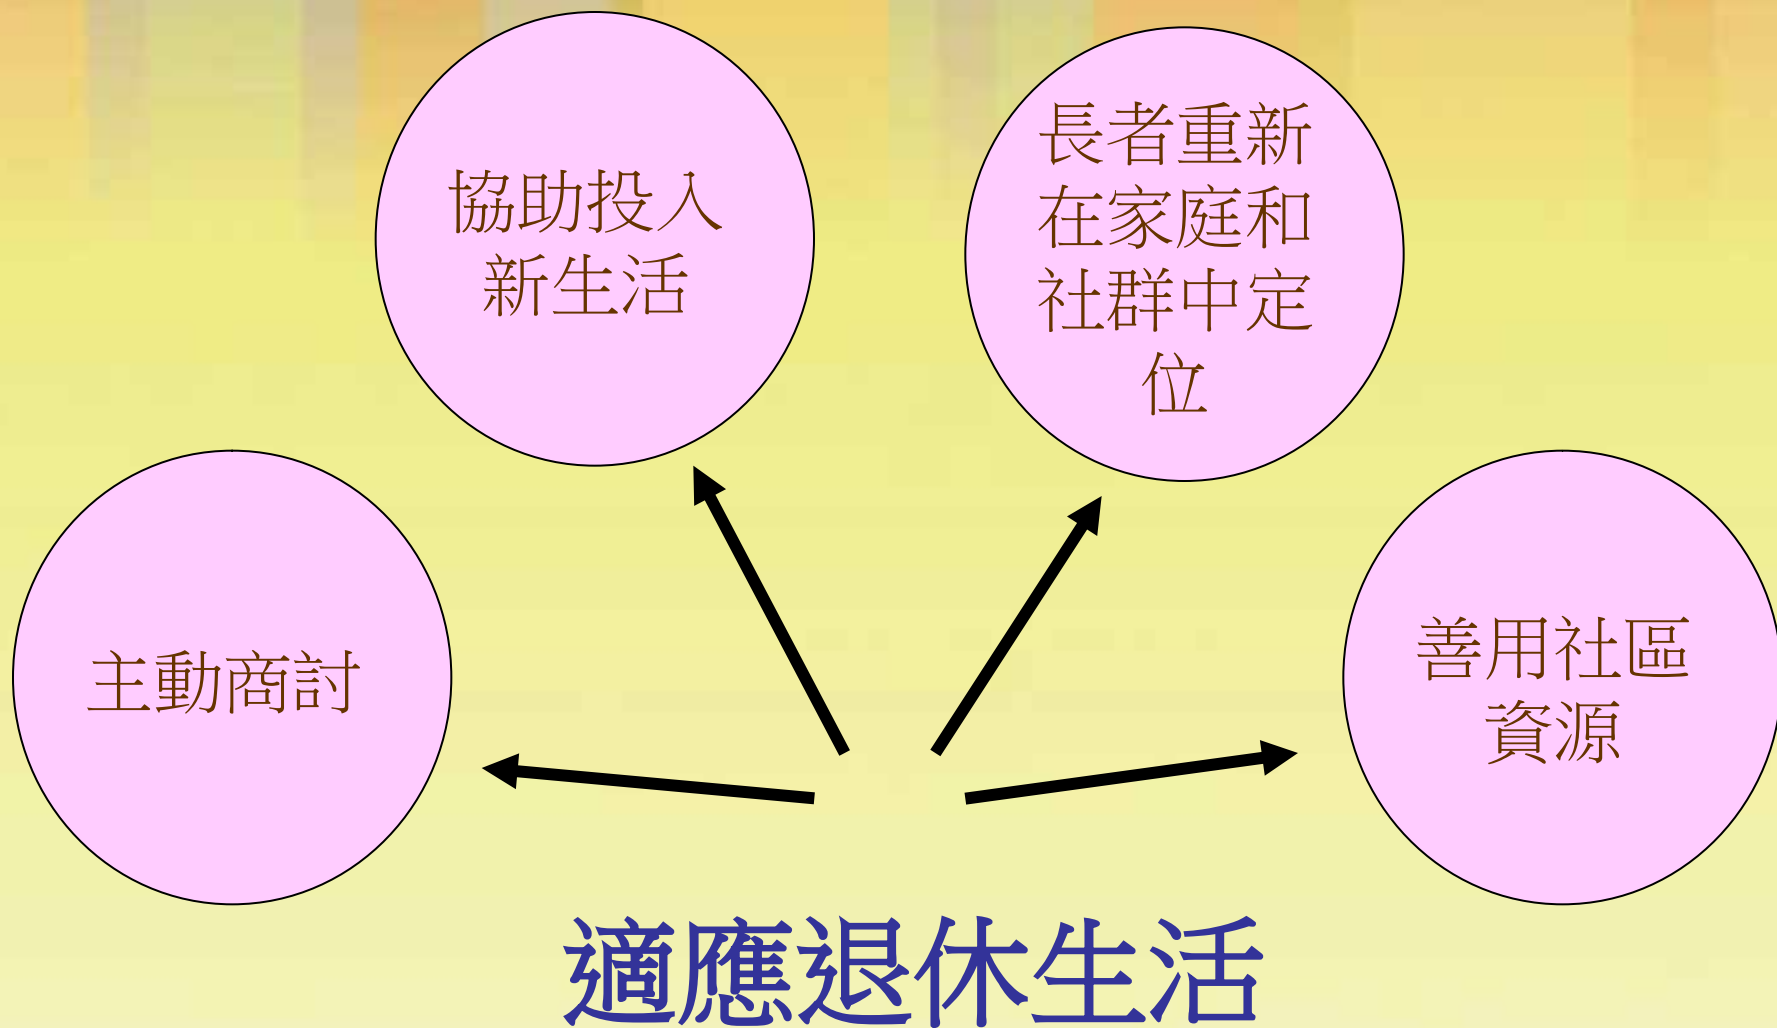 協助投入
新生活
長者重新
在家庭和
社群中定
位
主動商討
善用社區
資源
適應退休生活